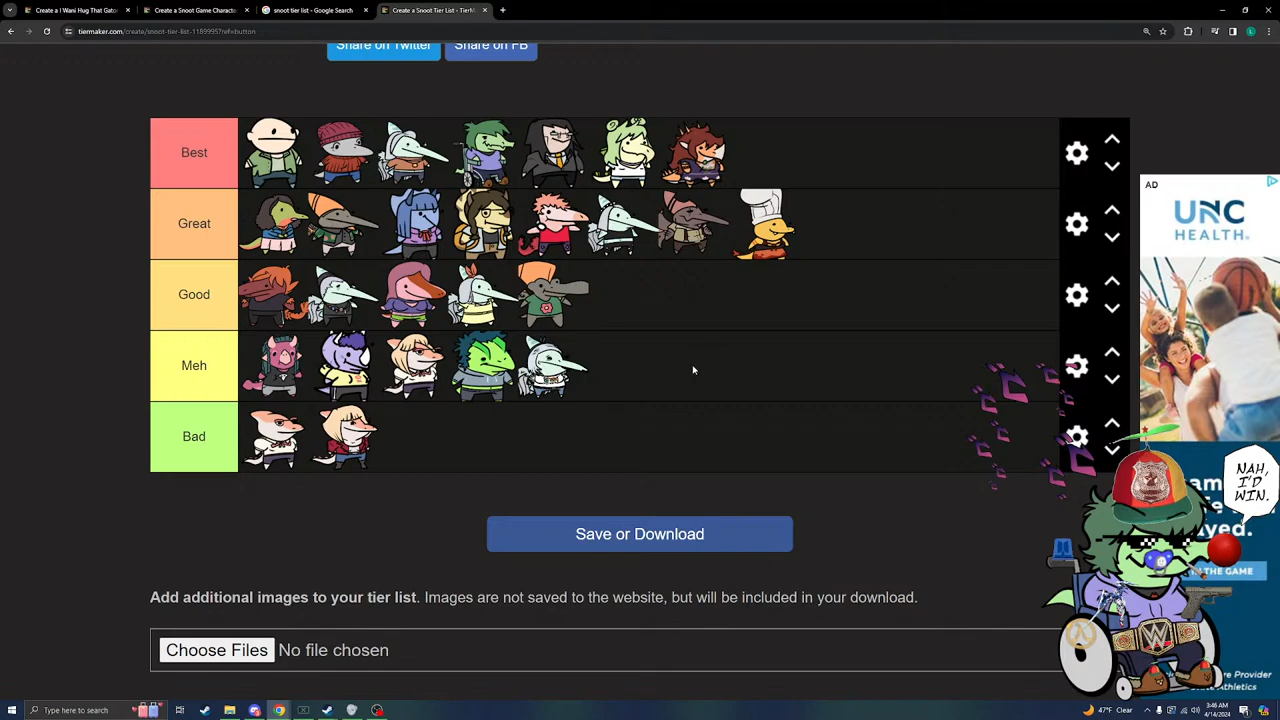 Create a I Wani Hug That Gator
Create a Snoot Game Characte
snoot tier list - Google Search
Create a Snoot Tier List - TierM
tiermaker.com/create/snoot-tier-list-1189995?ref=button
Share on Twitter
Share on FB
Best
Great
Good
Meh
Bad
AD
UNC
HEALTH
NAH,
I'D
WIN.
IN THE GAME
W
Save or Download
Add additional images to your tier list. Images are not saved to the website, but will be included in your download.
Choose Files No file chosen
Type here to search
47°F Clear
3:46 AM
4/14/2024